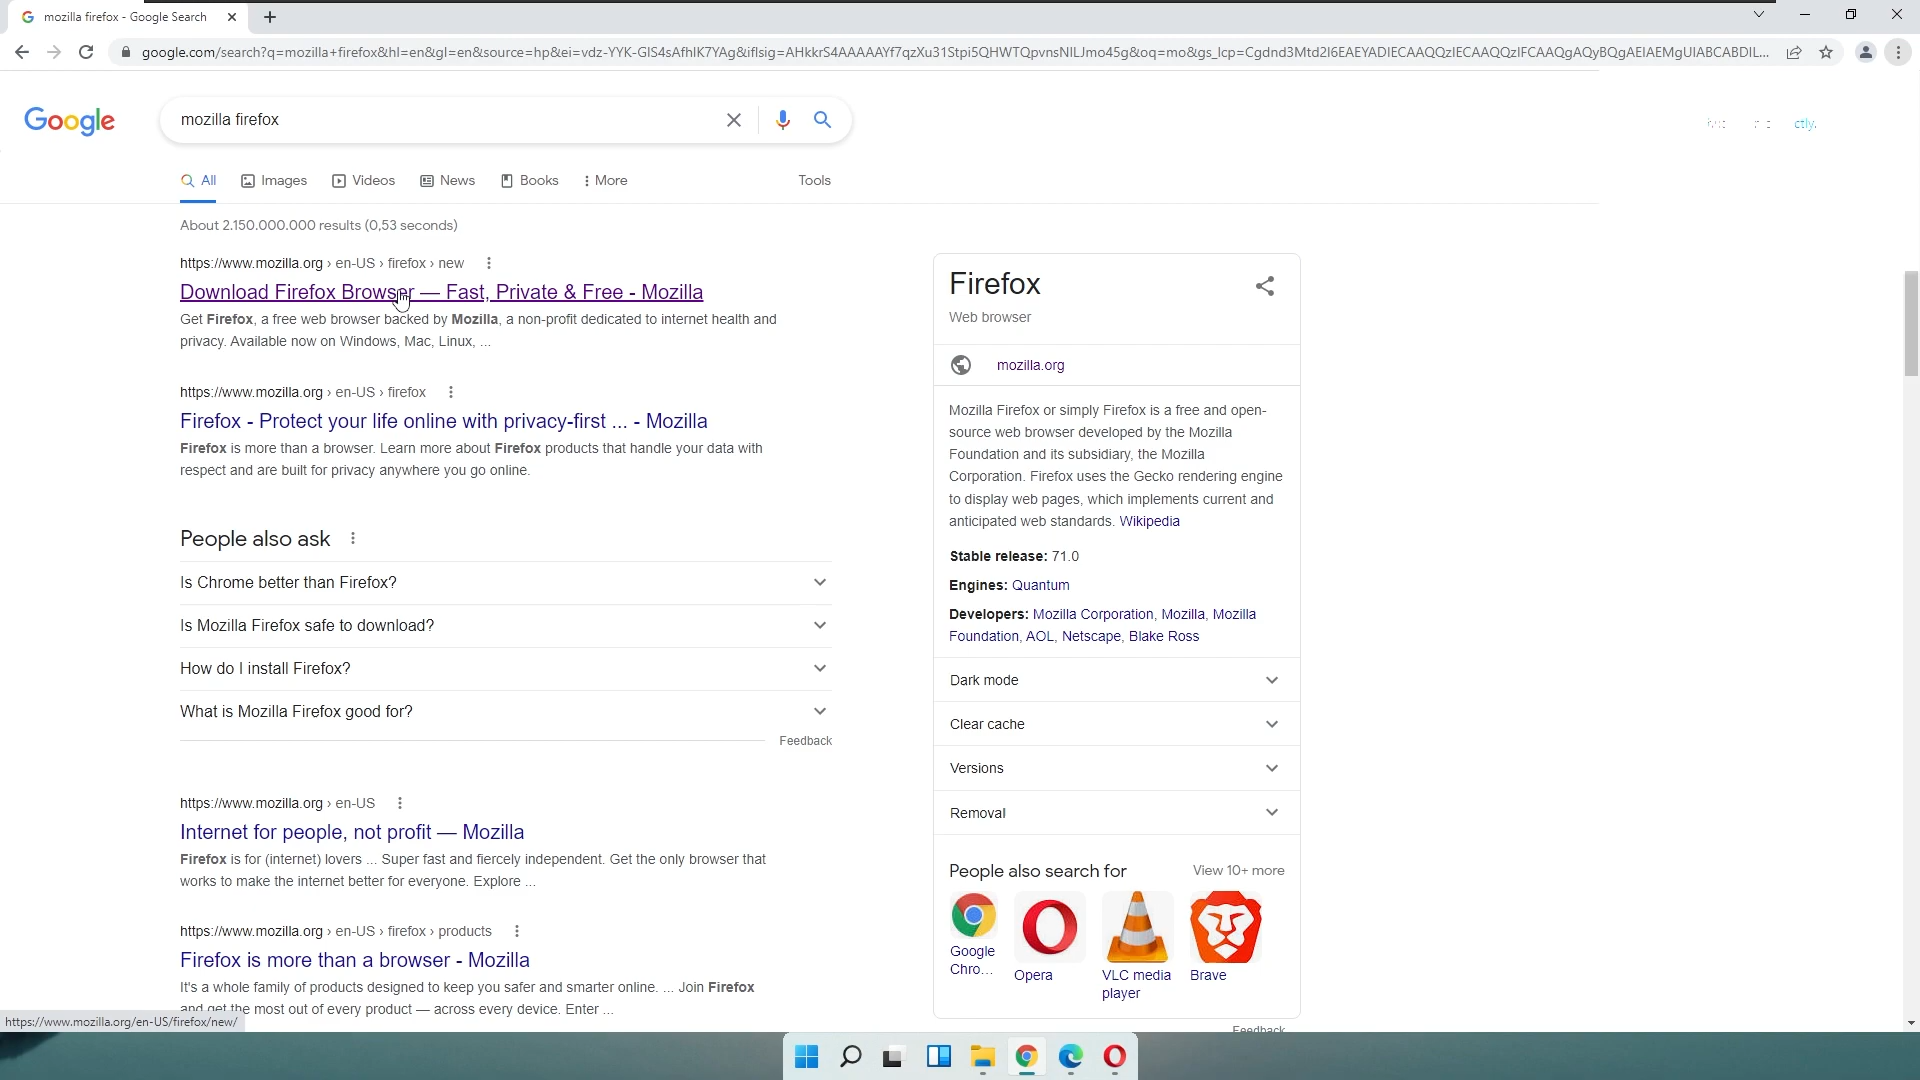 mozilla firefox - Google Search
google.com/search?q=mozilla+firefox&hl=en&gl=en&source=hp&ei=vdz-YYK-GIS4sAfhlK7YAg&iflsig=AHkkrS4AAAAAYf7qzXu31Stpi5QHWTQpvnsNILJmo45g&oq=mo&gs_lcp=Cgdnd3Mtd2l6EAEYADIECAAQQzIECAAQQzIFCAAQgAQyBQgAEIAEMgUIABCABDIL...
Google
mozilla firefox
All Images Videos News Books More Tools
About 2.150.000.000 results (0,53 seconds)
https://www.mozilla.org › en-US › firefox › new
Download Firefox Browser — Fast, Private & Free - Mozilla
Get Firefox, a free web browser backed by Mozilla, a non-profit dedicated to internet health and
privacy. Available now on Windows, Mac, Linux, ...
https://www.mozilla.org › en-US › firefox
Firefox - Protect your life online with privacy-first ... - Mozilla
Firefox is more than a browser. Learn more about Firefox products that handle your data with
respect and are built for privacy anywhere you go online.
People also ask
Is Chrome better than Firefox?
Is Mozilla Firefox safe to download?
How do I install Firefox?
What is Mozilla Firefox good for?
Feedback
https://www.mozilla.org › en-US
Internet for people, not profit — Mozilla
Firefox is for (internet) lovers ... Super fast and fiercely independent. Get the only browser that
works to make the internet better for everyone. Explore ...
https://www.mozilla.org › en-US › firefox › products
Firefox is more than a browser - Mozilla
It's a whole family of products designed to keep you safer and smarter online. ... Join Firefox
and get the most out of every product — across every device. Enter ...
https://www.mozilla.org/en-US/firefox/new/
Firefox
Web browser
mozilla.org
Mozilla Firefox or simply Firefox is a free and open-
source web browser developed by the Mozilla
Foundation and its subsidiary, the Mozilla
Corporation. Firefox uses the Gecko rendering engine
to display web pages, which implements current and
anticipated web standards. Wikipedia
Stable release: 71.0
Engines: Quantum
Developers: Mozilla Corporation, Mozilla, Mozilla
Foundation, AOL, Netscape, Blake Ross
Dark mode
Clear cache
Versions
Removal
People also search for View 10+ more
Google
Chro...
Opera
VLC media
player
Brave
Feedback